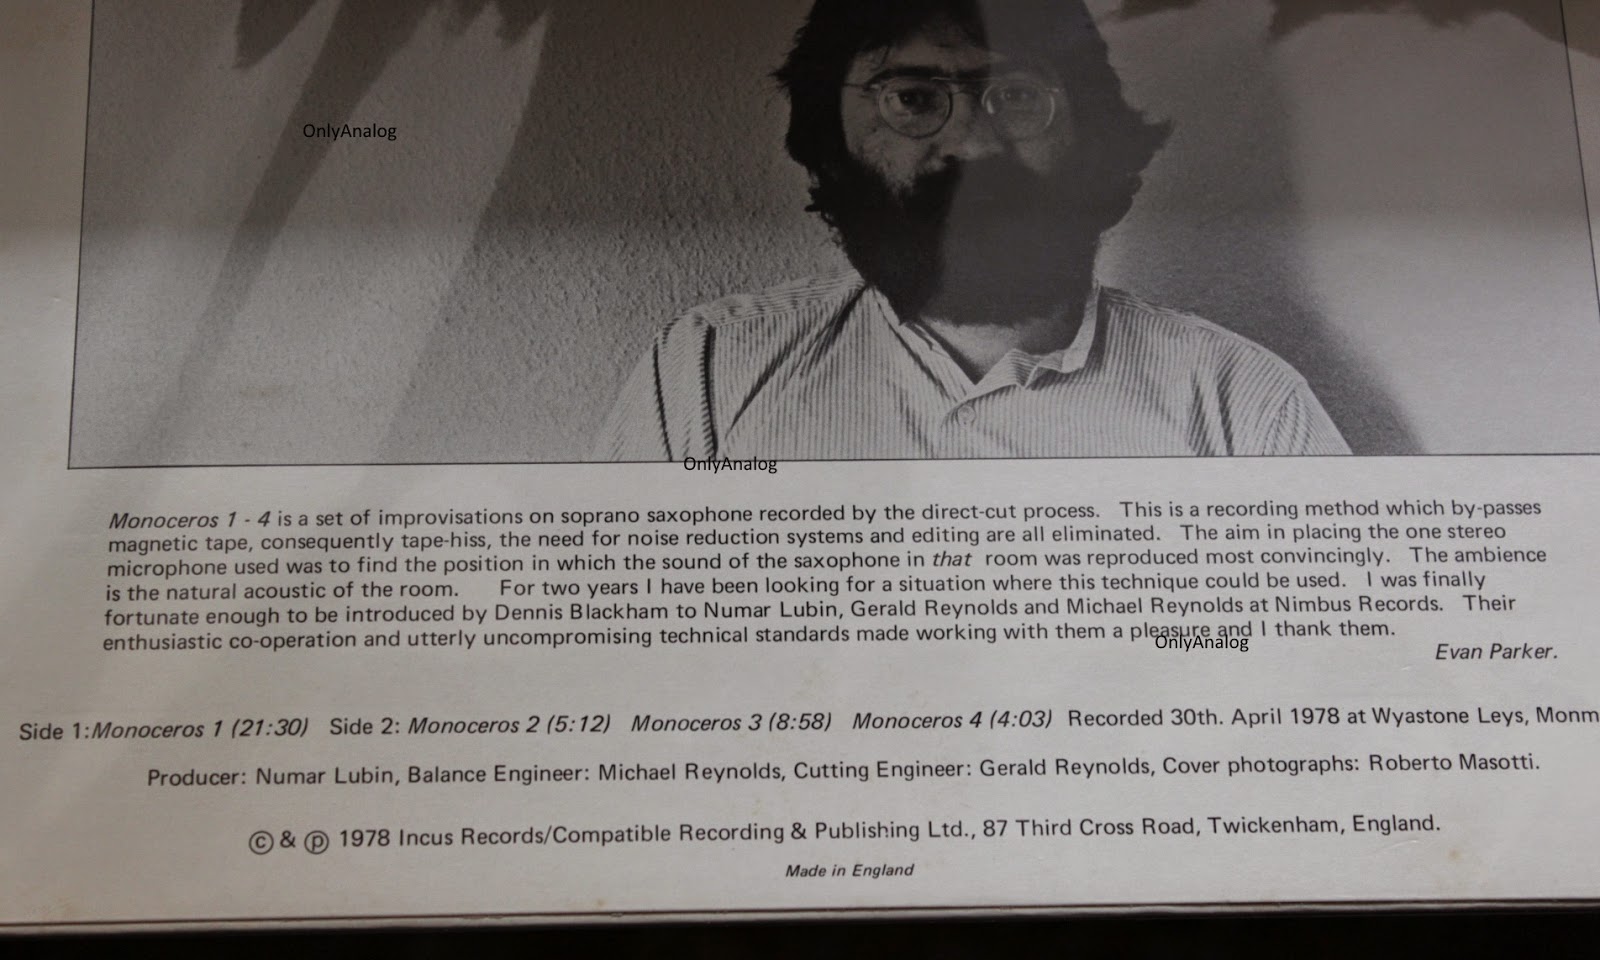 OnlyAnalog
OnlyAnalog
Monoceros 1 - 4 is a set of improvisations on soprano saxophone recorded by the direct-cut process. This is a recording method which by-passes
magnetic tape, consequently tape-hiss, the need for noise reduction systems and editing are all eliminated. The aim in placing the one stereo
microphone used was to find the position in which the sound of the saxophone in that room was reproduced most convincingly. The ambience
is the natural acoustic of the room. For two years I have been looking for a situation where this technique could be used. I was finally
fortunate enough to be introduced by Dennis Blackham to Numar Lubin, Gerald Reynolds and Michael Reynolds at Nimbus Records. Their
enthusiastic co-operation and utterly uncompromising technical standards made working with them a pleasure and I thank them.
OnlyAnalog
Evan Parker.
Side 1:Monoceros 1 (21:30) Side 2: Monoceros 2 (5:12) Monoceros 3 (8:58) Monoceros 4 (4:03) Recorded 30th. April 1978 at Wyastone Leys, Monm
Producer: Numar Lubin, Balance Engineer: Michael Reynolds, Cutting Engineer: Gerald Reynolds, Cover photographs: Roberto Masotti.
© & ℗ 1978 Incus Records/Compatible Recording & Publishing Ltd., 87 Third Cross Road, Twickenham, England.
Made in England